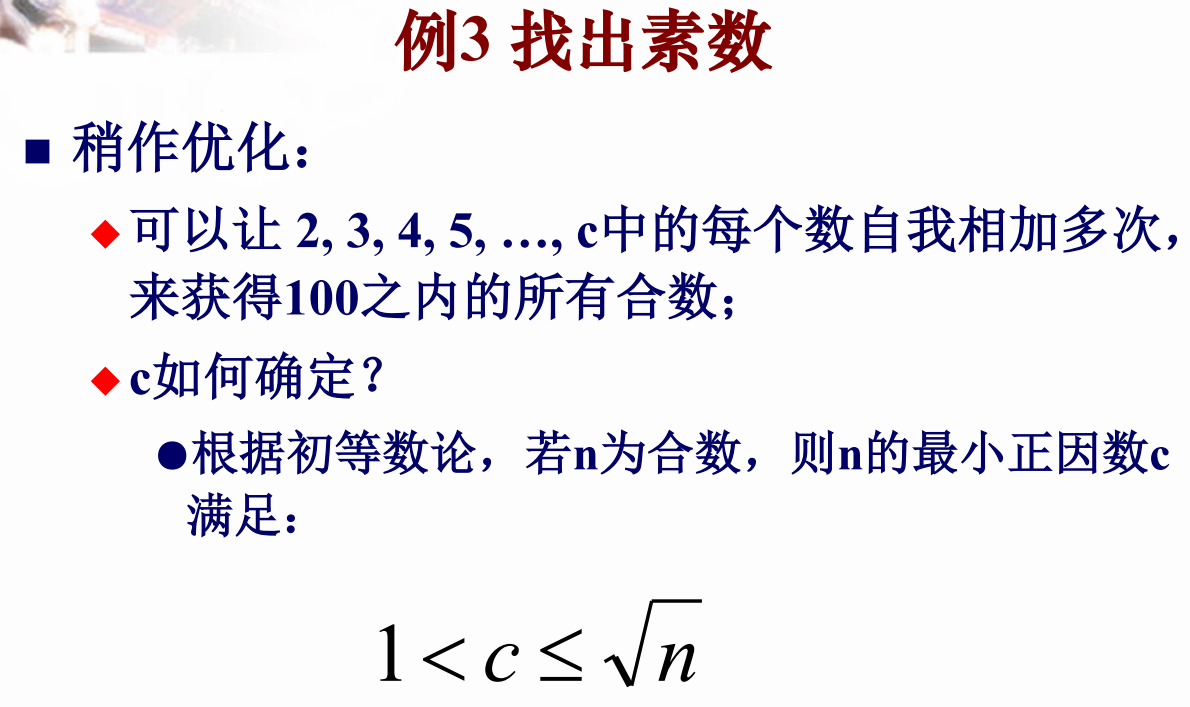 例3 找出素数
■ 稍作优化：
◆可以让 2, 3, 4, 5, …, c中的每个数自我相加多次，
来获得100之内的所有合数；
◆c如何确定？
●根据初等数论，若n为合数，则n的最小正因数c
满足：
1 < c ≤ √n